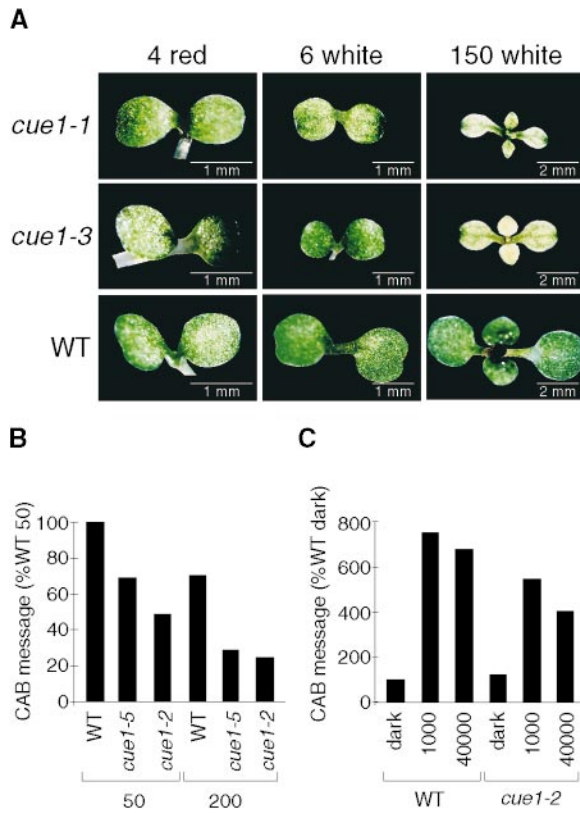 A
4 red 6 white 150 white
cue1-1
1 mm 1 mm 2 mm
cue1-3
1 mm 1 mm 2 mm
WT
1 mm 1 mm 2 mm
B
CAB message (%WT 50)
100
80
60
40
20
0
WT cue1-5 cue1-2 WT cue1-5 cue1-2
50 200
C
CAB message (%WT dark)
800
600
400
200
0
dark 1000 40000 dark 1000 40000
WT cue1-2